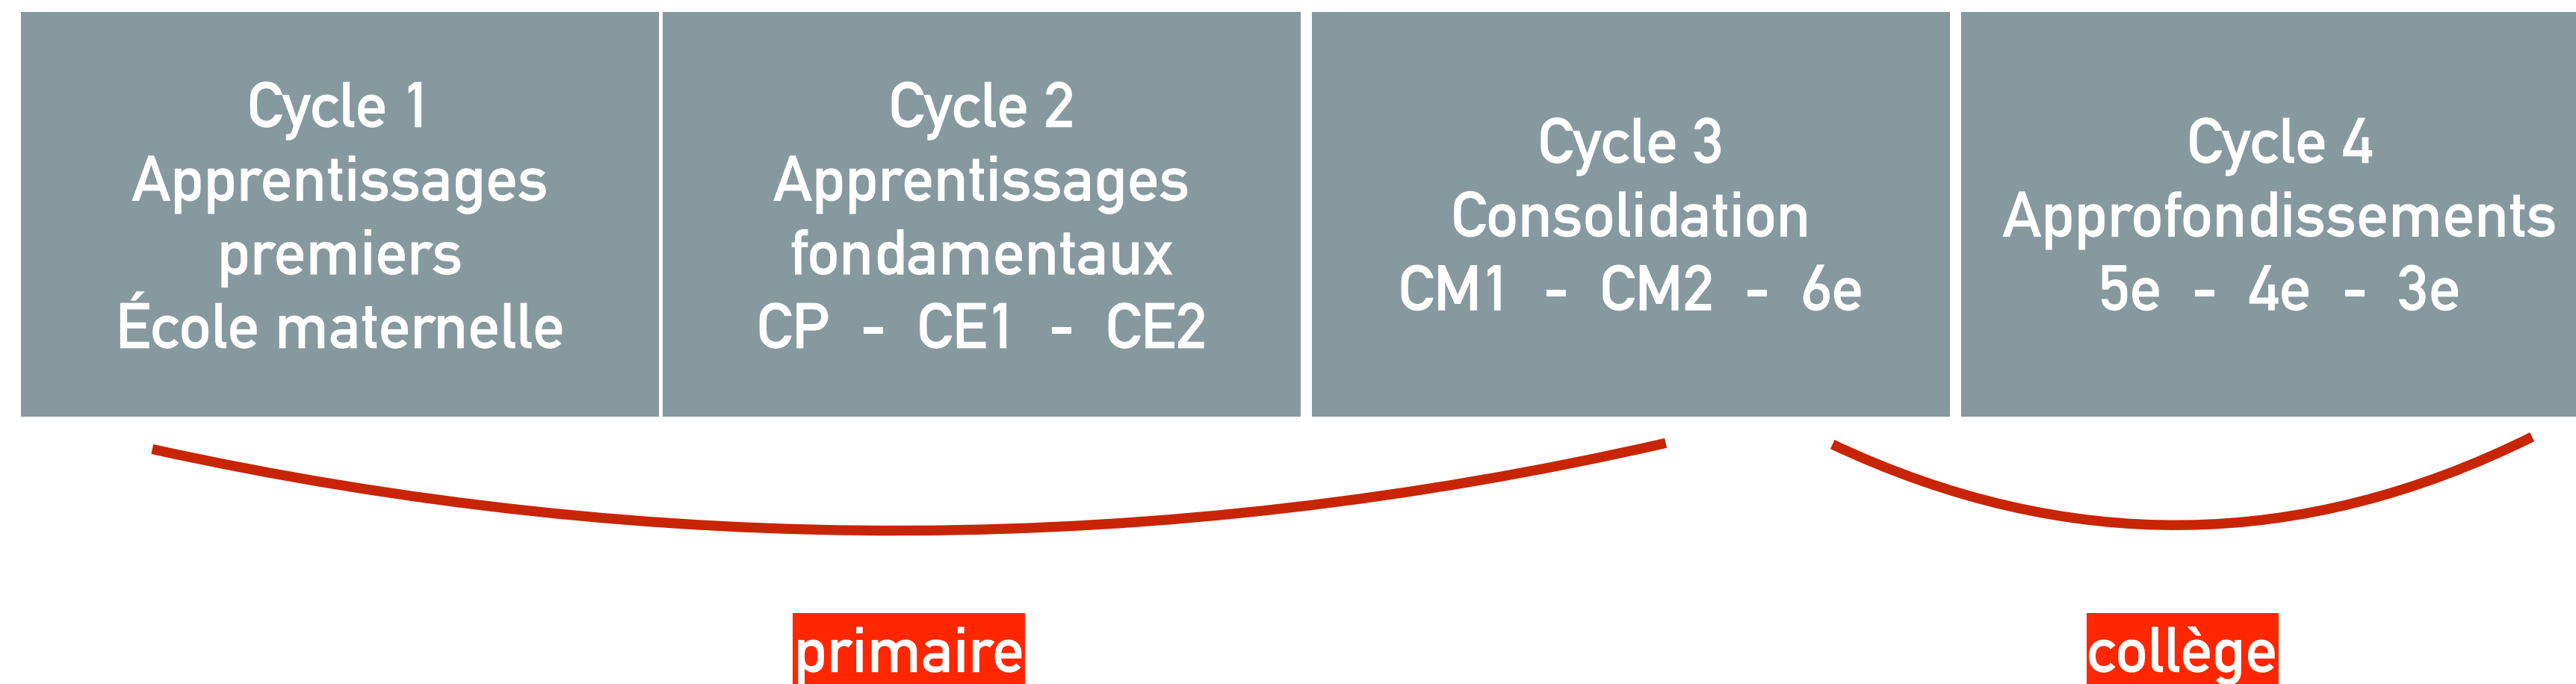 Cycle 1
Apprentissages
premiers
École maternelle
Cycle 2
Apprentissages
fondamentaux
CP - CE1 - CE2
Cycle 3
Consolidation
CM1 - CM2 - 6e
Cycle 4
Approfondissements
5e - 4e - 3e
primaire
collège